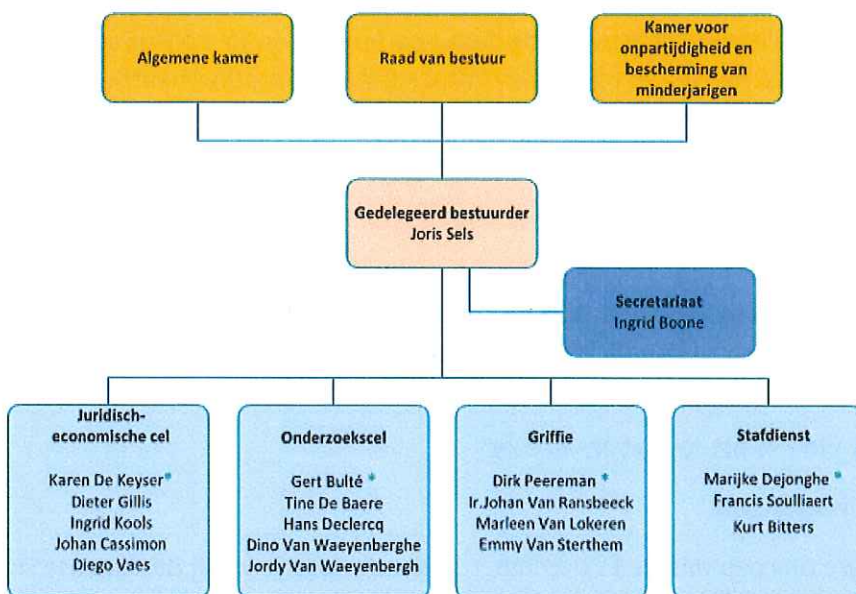 Algemene kamer
Raad van bestuur
Kamer voor
onpartijdigheid en
bescherming van
minderjarigen
Gedelegeerd bestuurder
Joris Sels
Secretariaat
Ingrid Boone
Juridisch-
economische cel
Karen De Keyser*
Dieter Gillis
Ingrid Kools
Johan Cassimon
Diego Vaes
Onderzoekscel
Gert Bulté *
Tine De Baere
Hans Declercq
Dino Van Waeyenberghe
Jordy Van Waeyenbergh
Griffie
Dirk Peereman *
Ir.Johan Van Ransbeeck
Marleen Van Lokeren
Emmy Van Sterthem
Stafdienst
Marijke Dejonghe *
Francis Soulliaert
Kurt Bitters